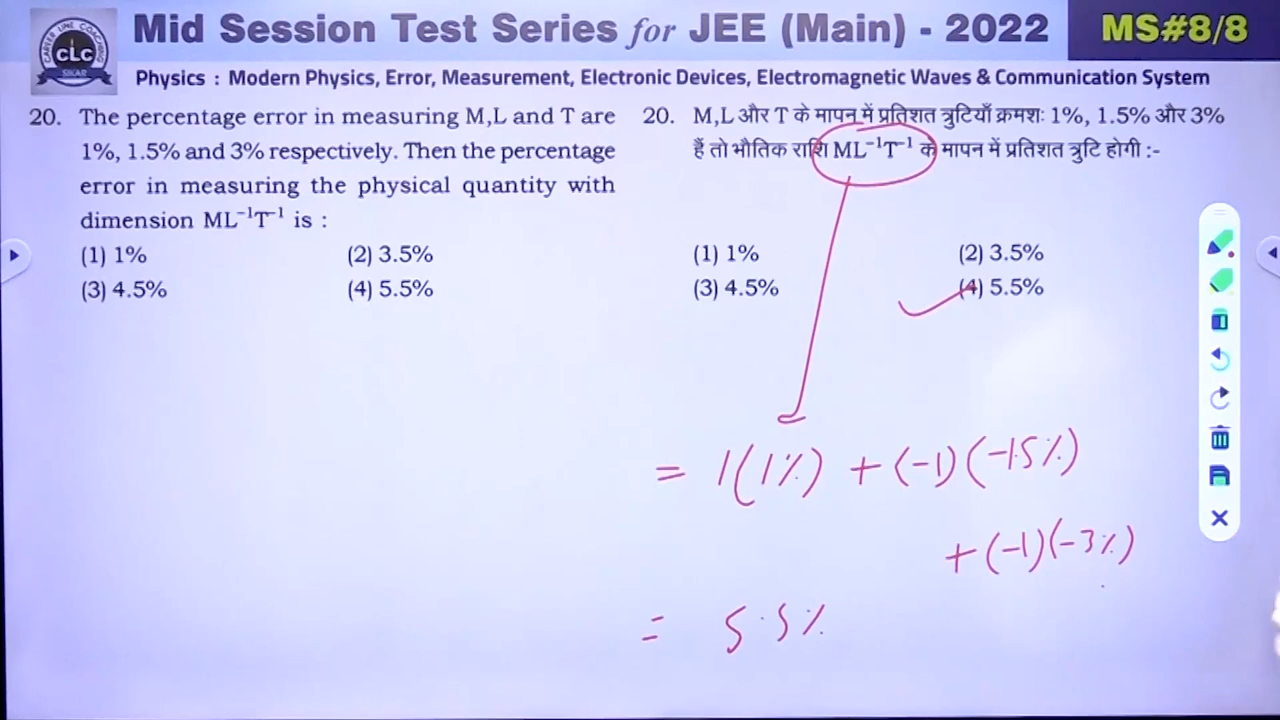 CAREER LINE COACHING
CLC
SIKAR
Mid Session Test Series for JEE (Main) - 2022
MS#8/8
Physics : Modern Physics, Error, Measurement, Electronic Devices, Electromagnetic Waves & Communication System
20. The percentage error in measuring M,L and T are
1%, 1.5% and 3% respectively. Then the percentage
error in measuring the physical quantity with
dimension ML⁻¹T⁻¹ is :
(1) 1% (2) 3.5%
(3) 4.5% (4) 5.5%
20. M,L और T के मापन में प्रतिशत त्रुटियाँ क्रमशः 1%, 1.5% और 3%
हैं तो भौतिक राशि ML⁻¹T⁻¹ के मापन में प्रतिशत त्रुटि होगी :-
(1) 1% (2) 3.5%
(3) 4.5% (4) 5.5%
= 1(1%) + (-1)(-1.5%)
+ (-1)(-3%)
= 5.5%